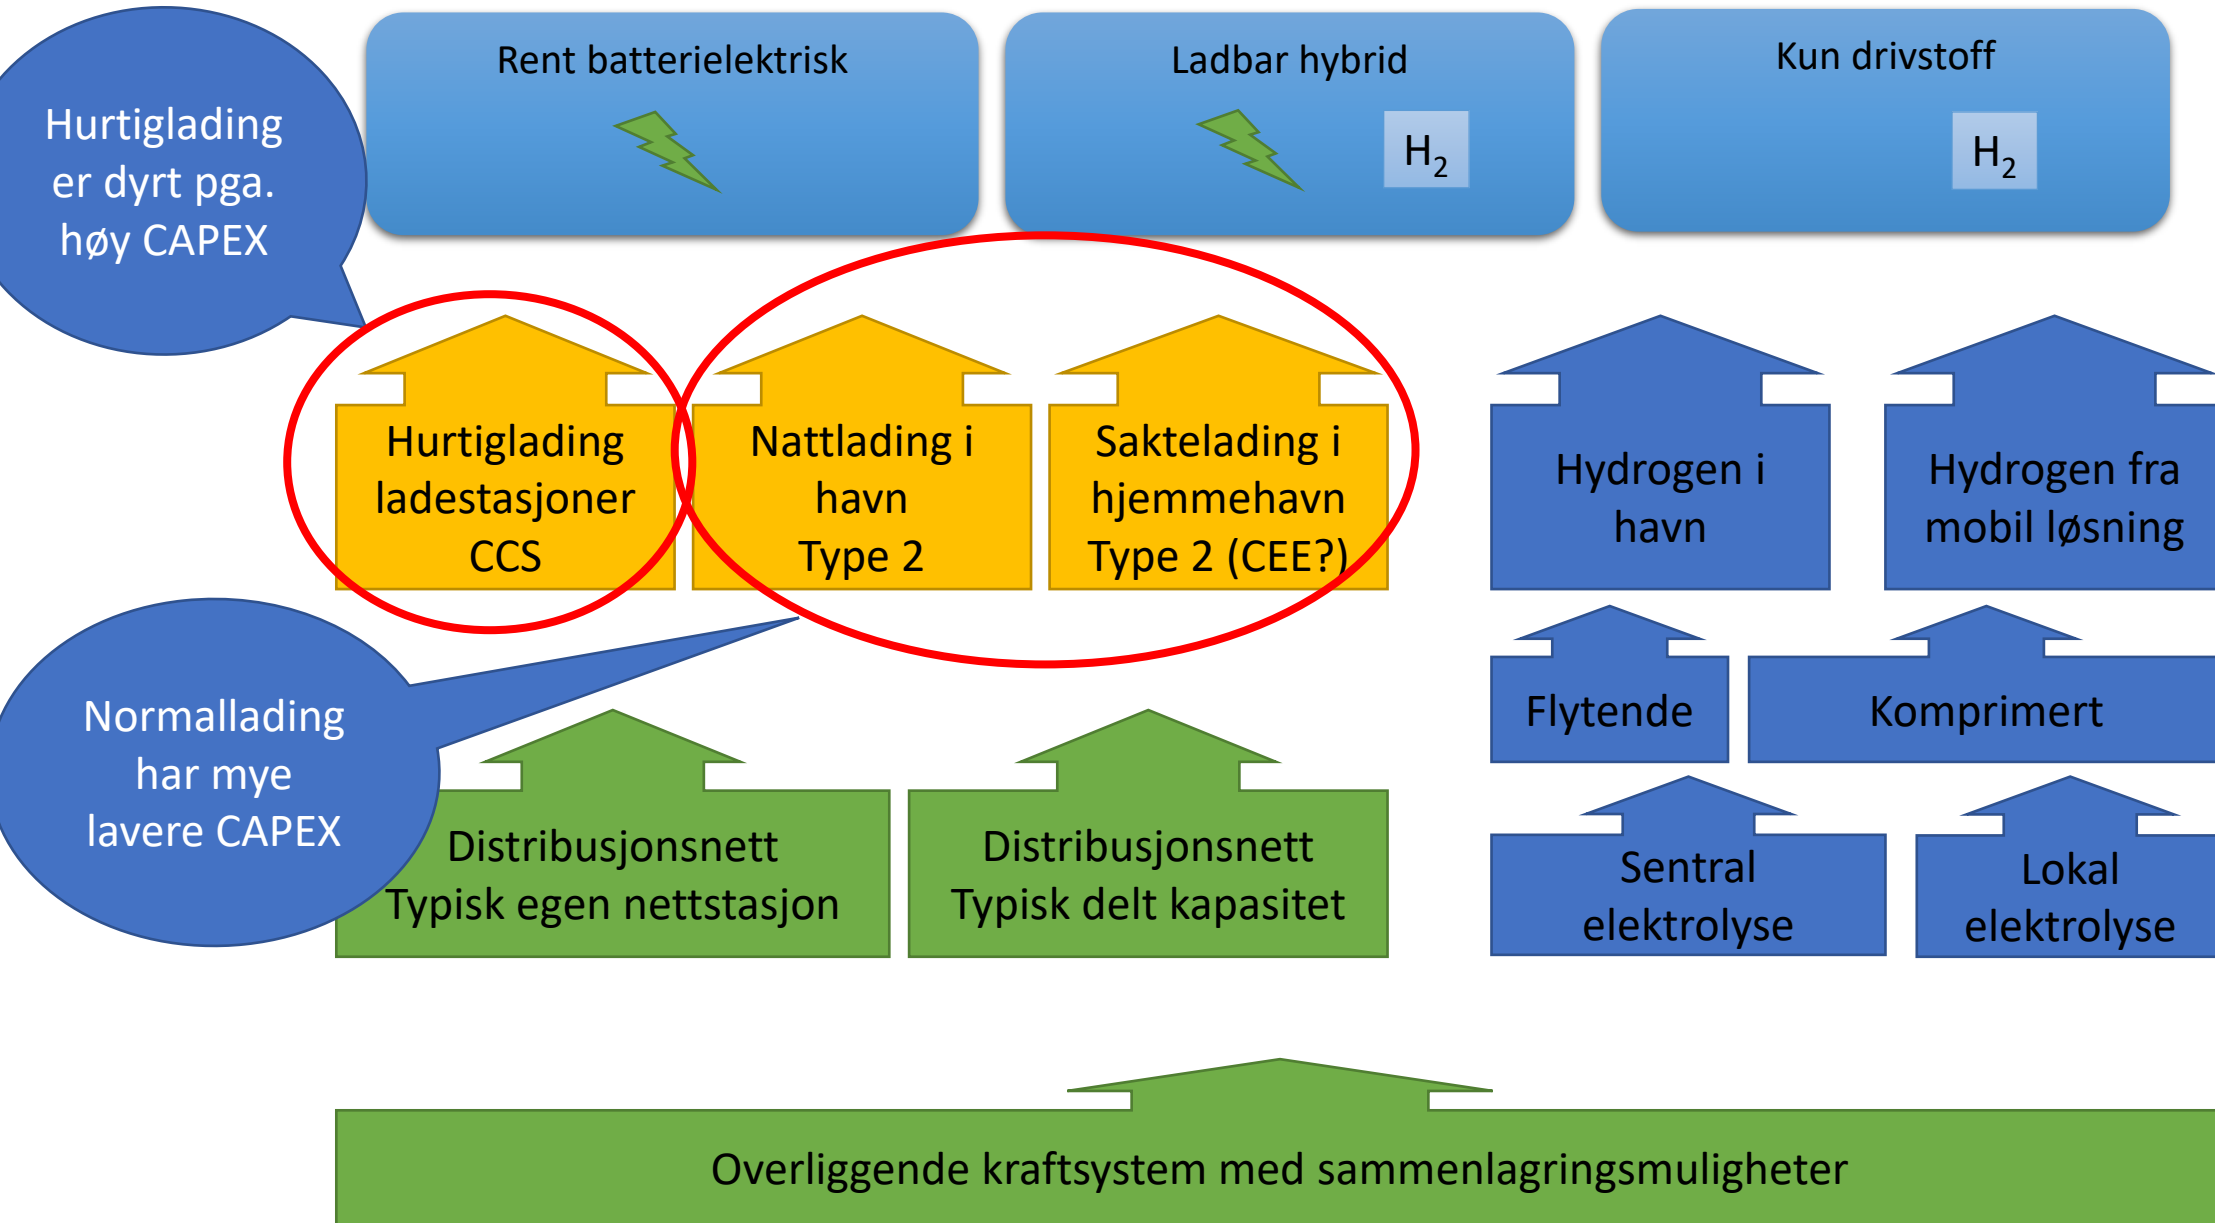 Rent batterielektrisk
Ladbar hybrid
H₂
Kun drivstoff
H₂
Hurtiglading
er dyrt pga.
høy CAPEX
Hurtiglading
ladestasjoner
CCS
Nattlading i
havn
Type 2
Saktelading i
hjemmehavn
Type 2 (CEE?)
Hydrogen i
havn
Hydrogen fra
mobil løsning
Normallading
har mye
lavere CAPEX
Flytende
Komprimert
Distribusjonsnett
Typisk egen nettstasjon
Distribusjonsnett
Typisk delt kapasitet
Sentral
elektrolyse
Lokal
elektrolyse
Overliggende kraftsystem med sammenlagringsmuligheter